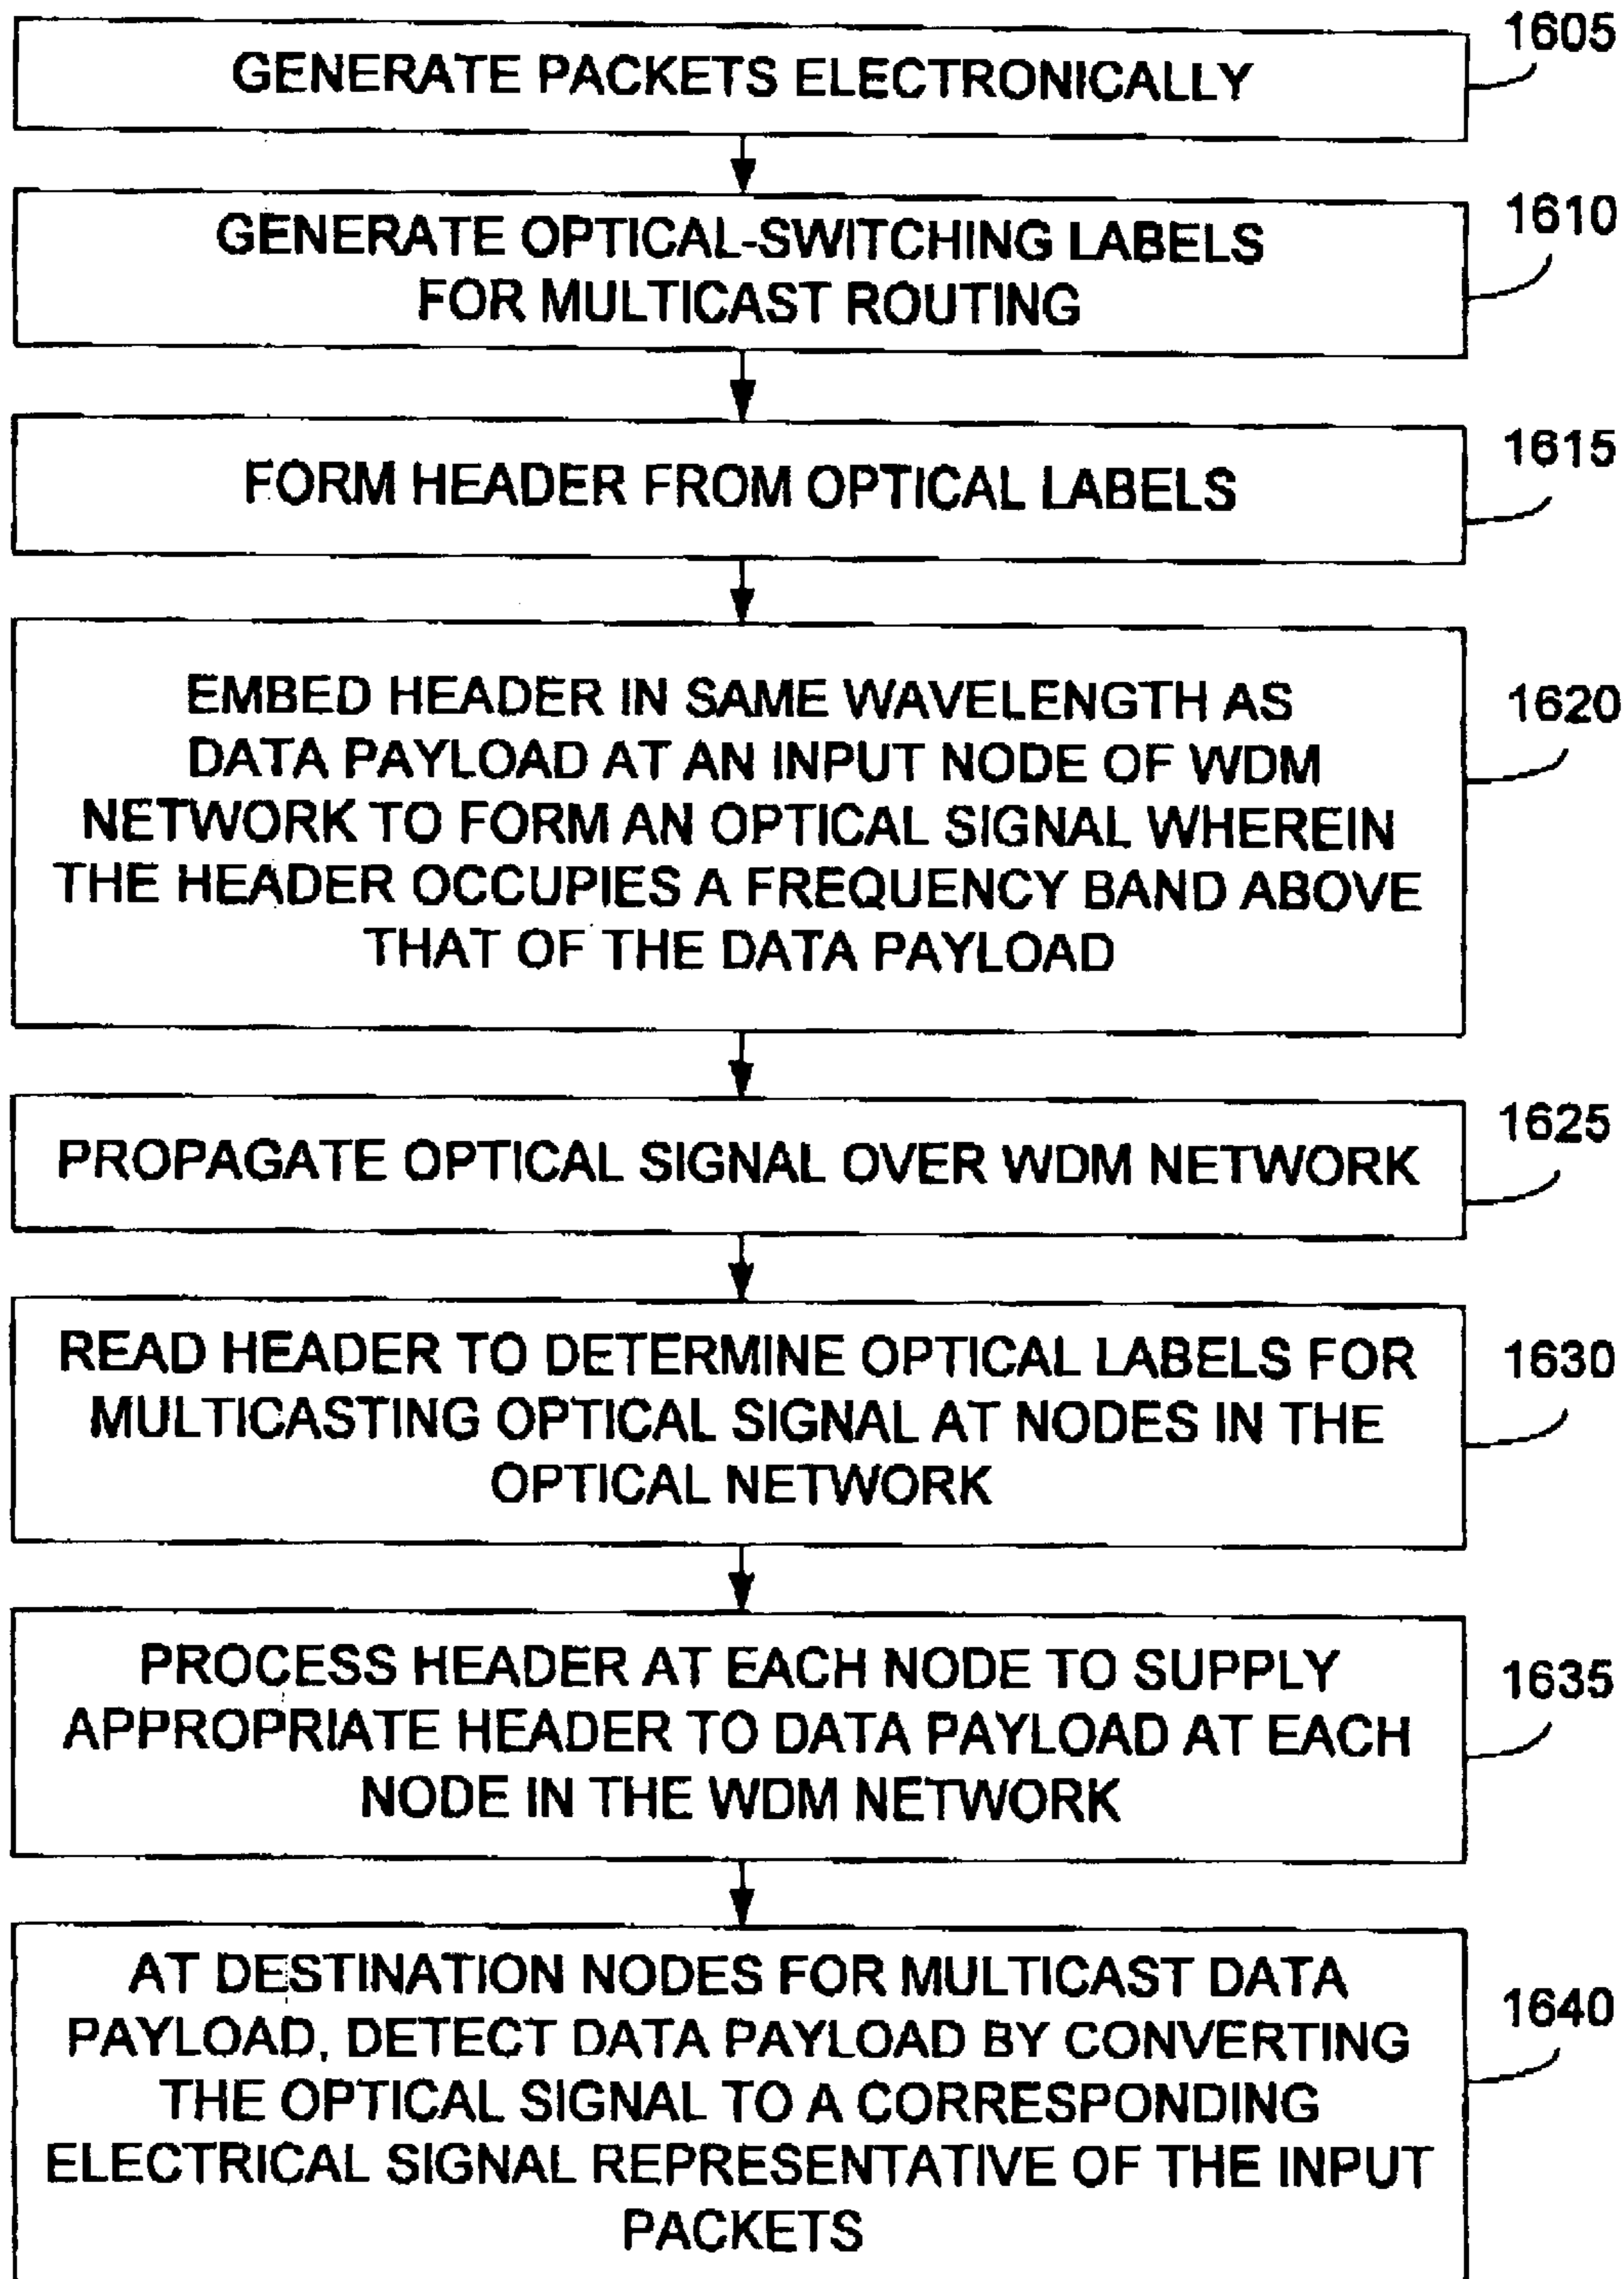 1605
GENERATE PACKETS ELECTRONICALLY
1610
GENERATE OPTICAL-SWITCHING LABELS
FOR MULTICAST ROUTING
1615
FORM HEADER FROM OPTICAL LABELS
1620
EMBED HEADER IN SAME WAVELENGTH AS
DATA PAYLOAD AT AN INPUT NODE OF WDM
NETWORK TO FORM AN OPTICAL SIGNAL WHEREIN
THE HEADER OCCUPIES A FREQUENCY BAND ABOVE
THAT OF THE DATA PAYLOAD
1625
PROPAGATE OPTICAL SIGNAL OVER WDM NETWORK
1630
READ HEADER TO DETERMINE OPTICAL LABELS FOR
MULTICASTING OPTICAL SIGNAL AT NODES IN THE
OPTICAL NETWORK
1635
PROCESS HEADER AT EACH NODE TO SUPPLY
APPROPRIATE HEADER TO DATA PAYLOAD AT EACH
NODE IN THE WDM NETWORK
1640
AT DESTINATION NODES FOR MULTICAST DATA
PAYLOAD, DETECT DATA PAYLOAD BY CONVERTING
THE OPTICAL SIGNAL TO A CORRESPONDING
ELECTRICAL SIGNAL REPRESENTATIVE OF THE INPUT
PACKETS